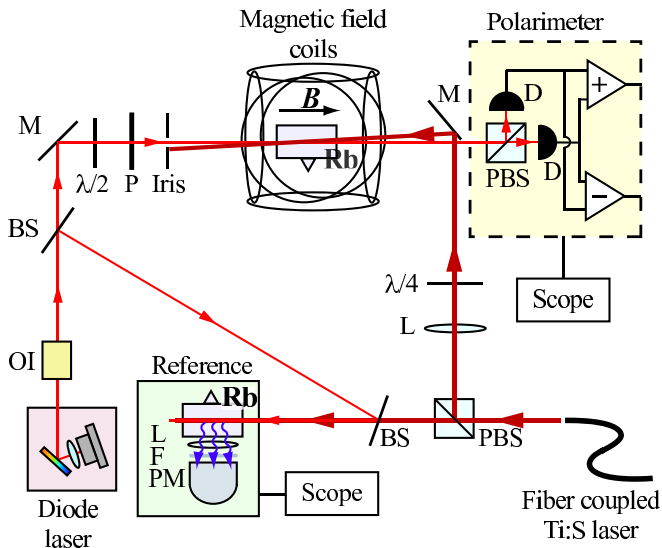 Magnetic field
coils
Polarimeter
B
M
M
D
+
λ/2
P
Iris
Rb
PBS
D
−
BS
λ/4
Scope
L
OI
Reference
Rb
L
F
PM
BS
PBS
Scope
Diode
laser
Fiber coupled
Ti:S laser